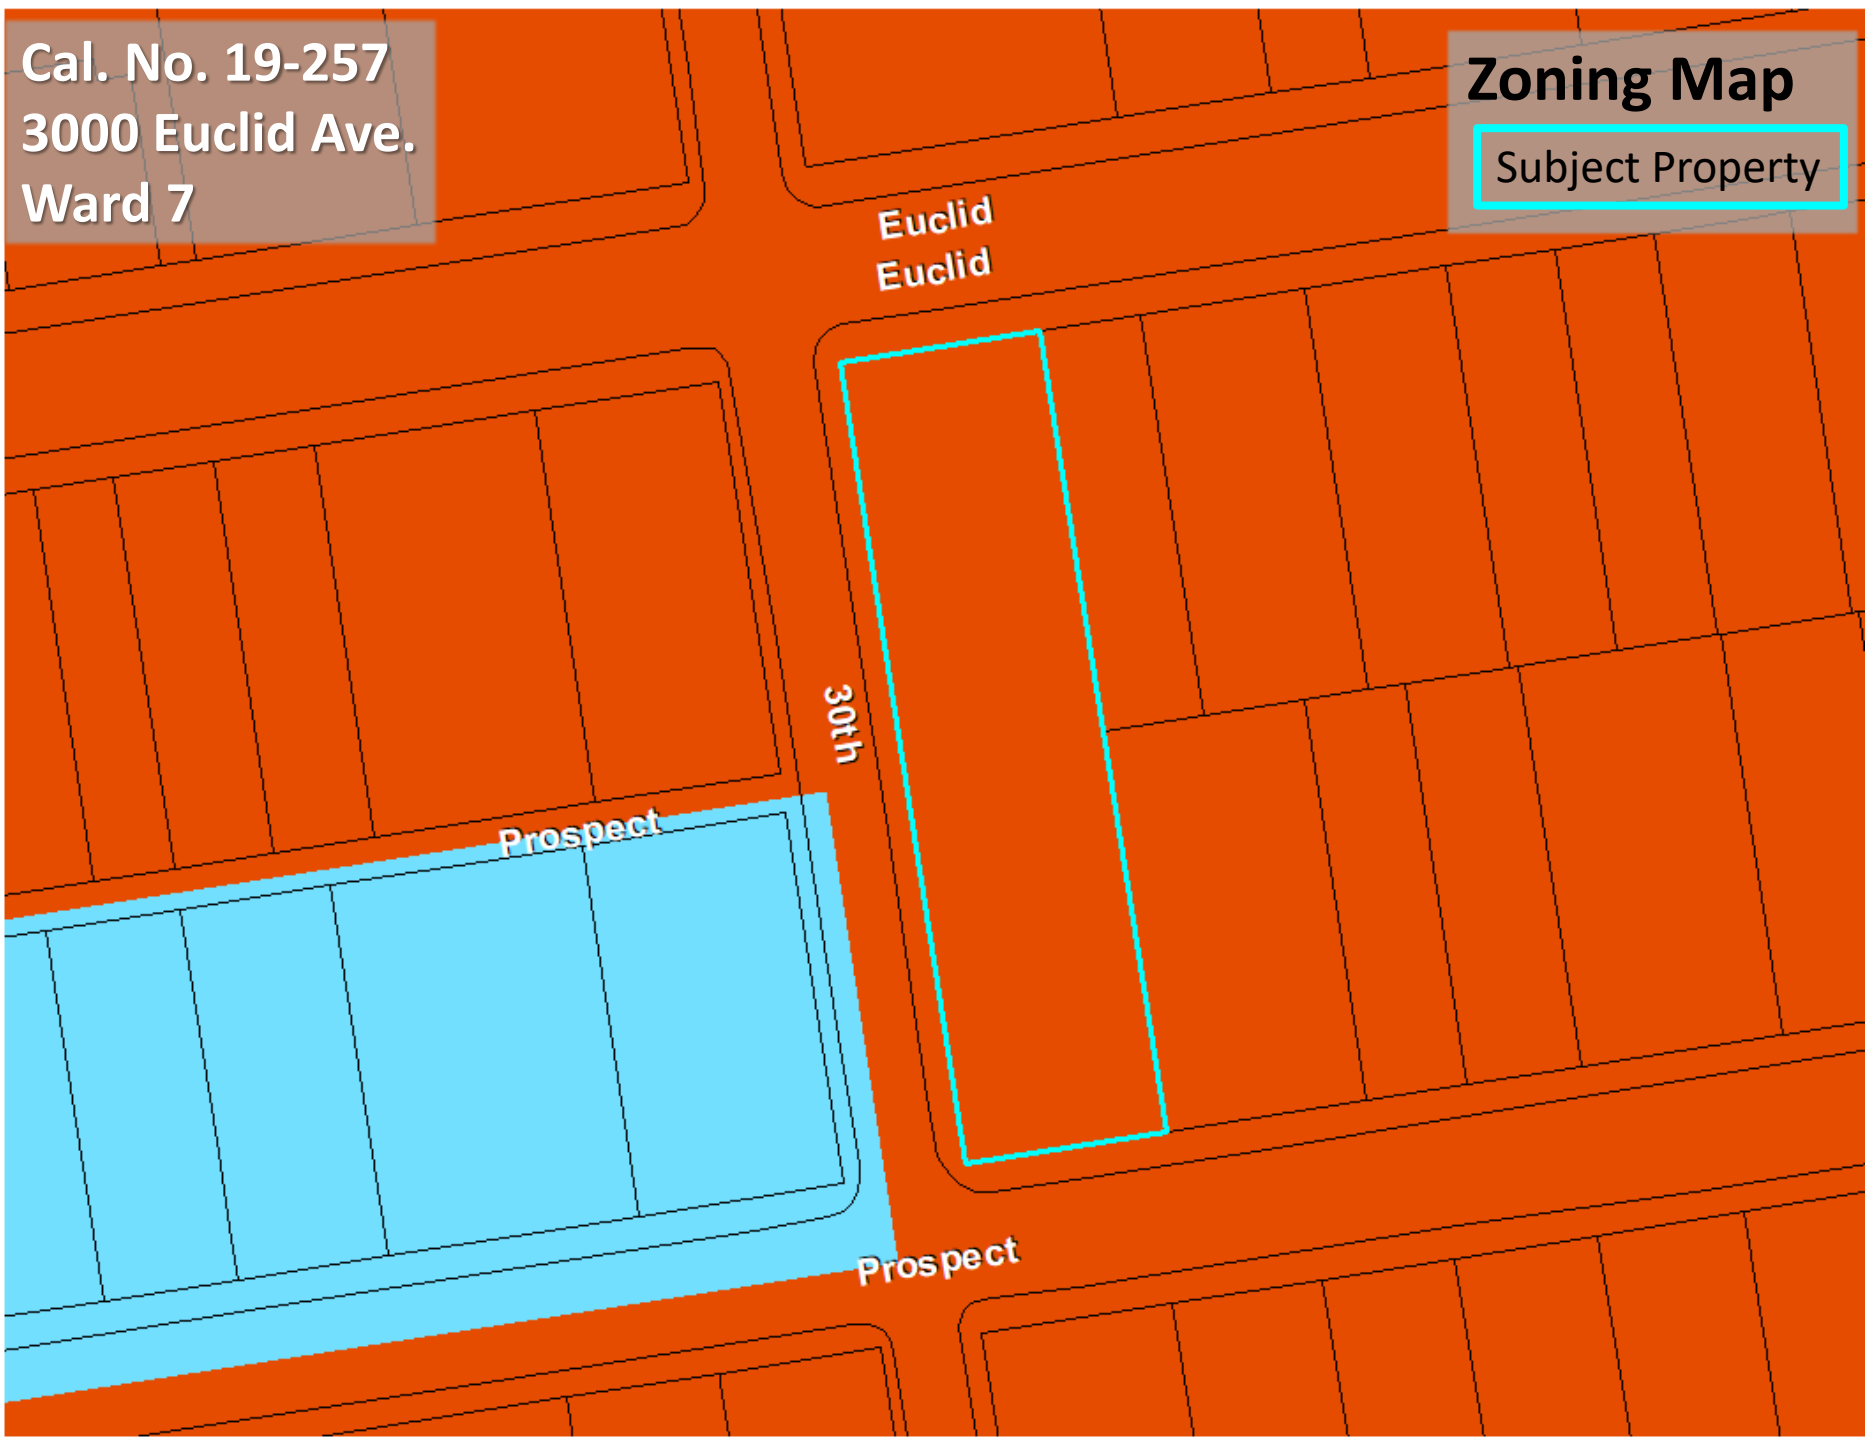 Cal. No. 19-257
3000 Euclid Ave.
Ward 7
Zoning Map
Subject Property
Euclid
Euclid
30th
Prospect
Prospect